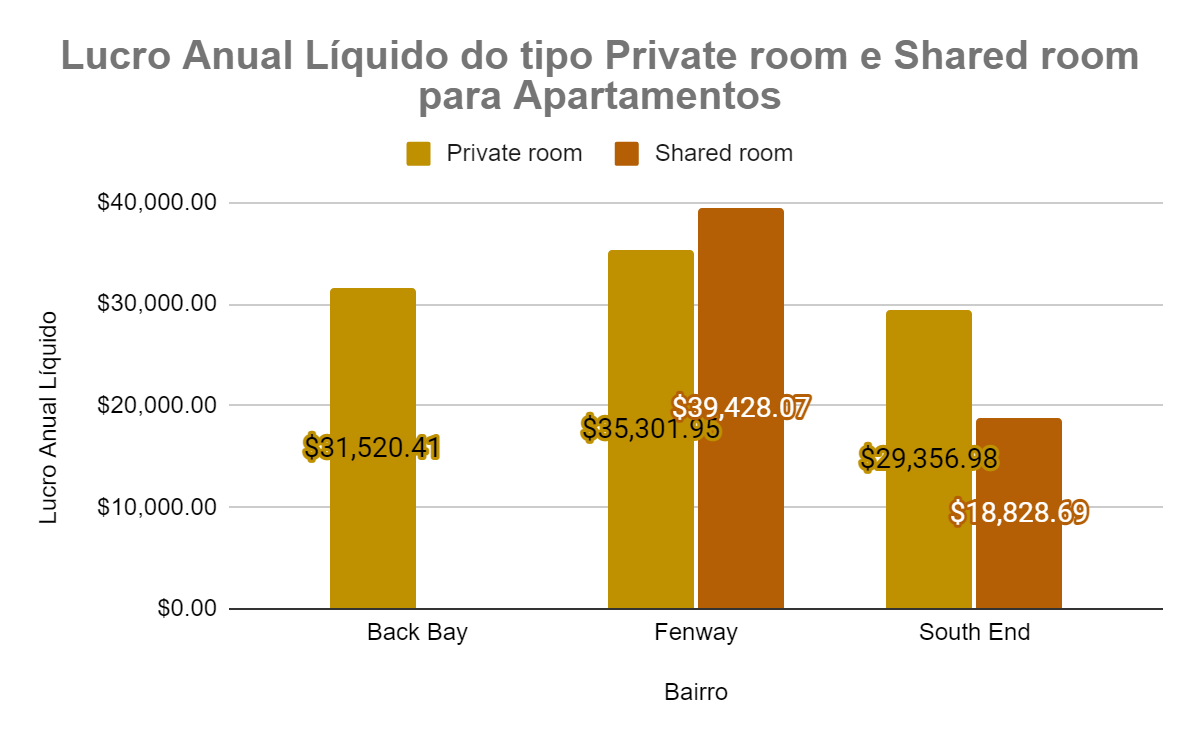 Lucro Anual Líquido do tipo Private room e Shared room
para Apartamentos
Private room
Shared room
$40,000.00
$30,000.00
$20,000.00
$10,000.00
$0.00
Lucro Anual Líquido
$31,520.41
$35,301.95
$39,428.07
$29,356.98
$18,828.69
Back Bay
Fenway
South End
Bairro